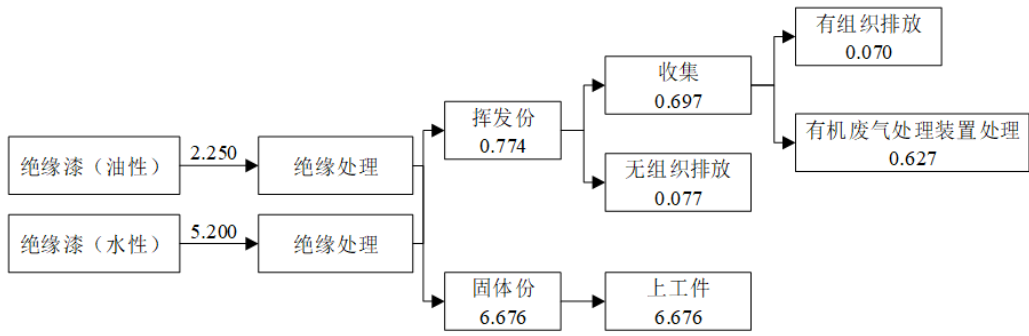 有组织排放
0.070
收集
0.697
挥发份
0.774
有机废气处理装置处理
0.627
绝缘漆（油性）
2.250
绝缘处理
无组织排放
0.077
绝缘漆（水性）
5.200
绝缘处理
固体份
6.676
上工件
6.676